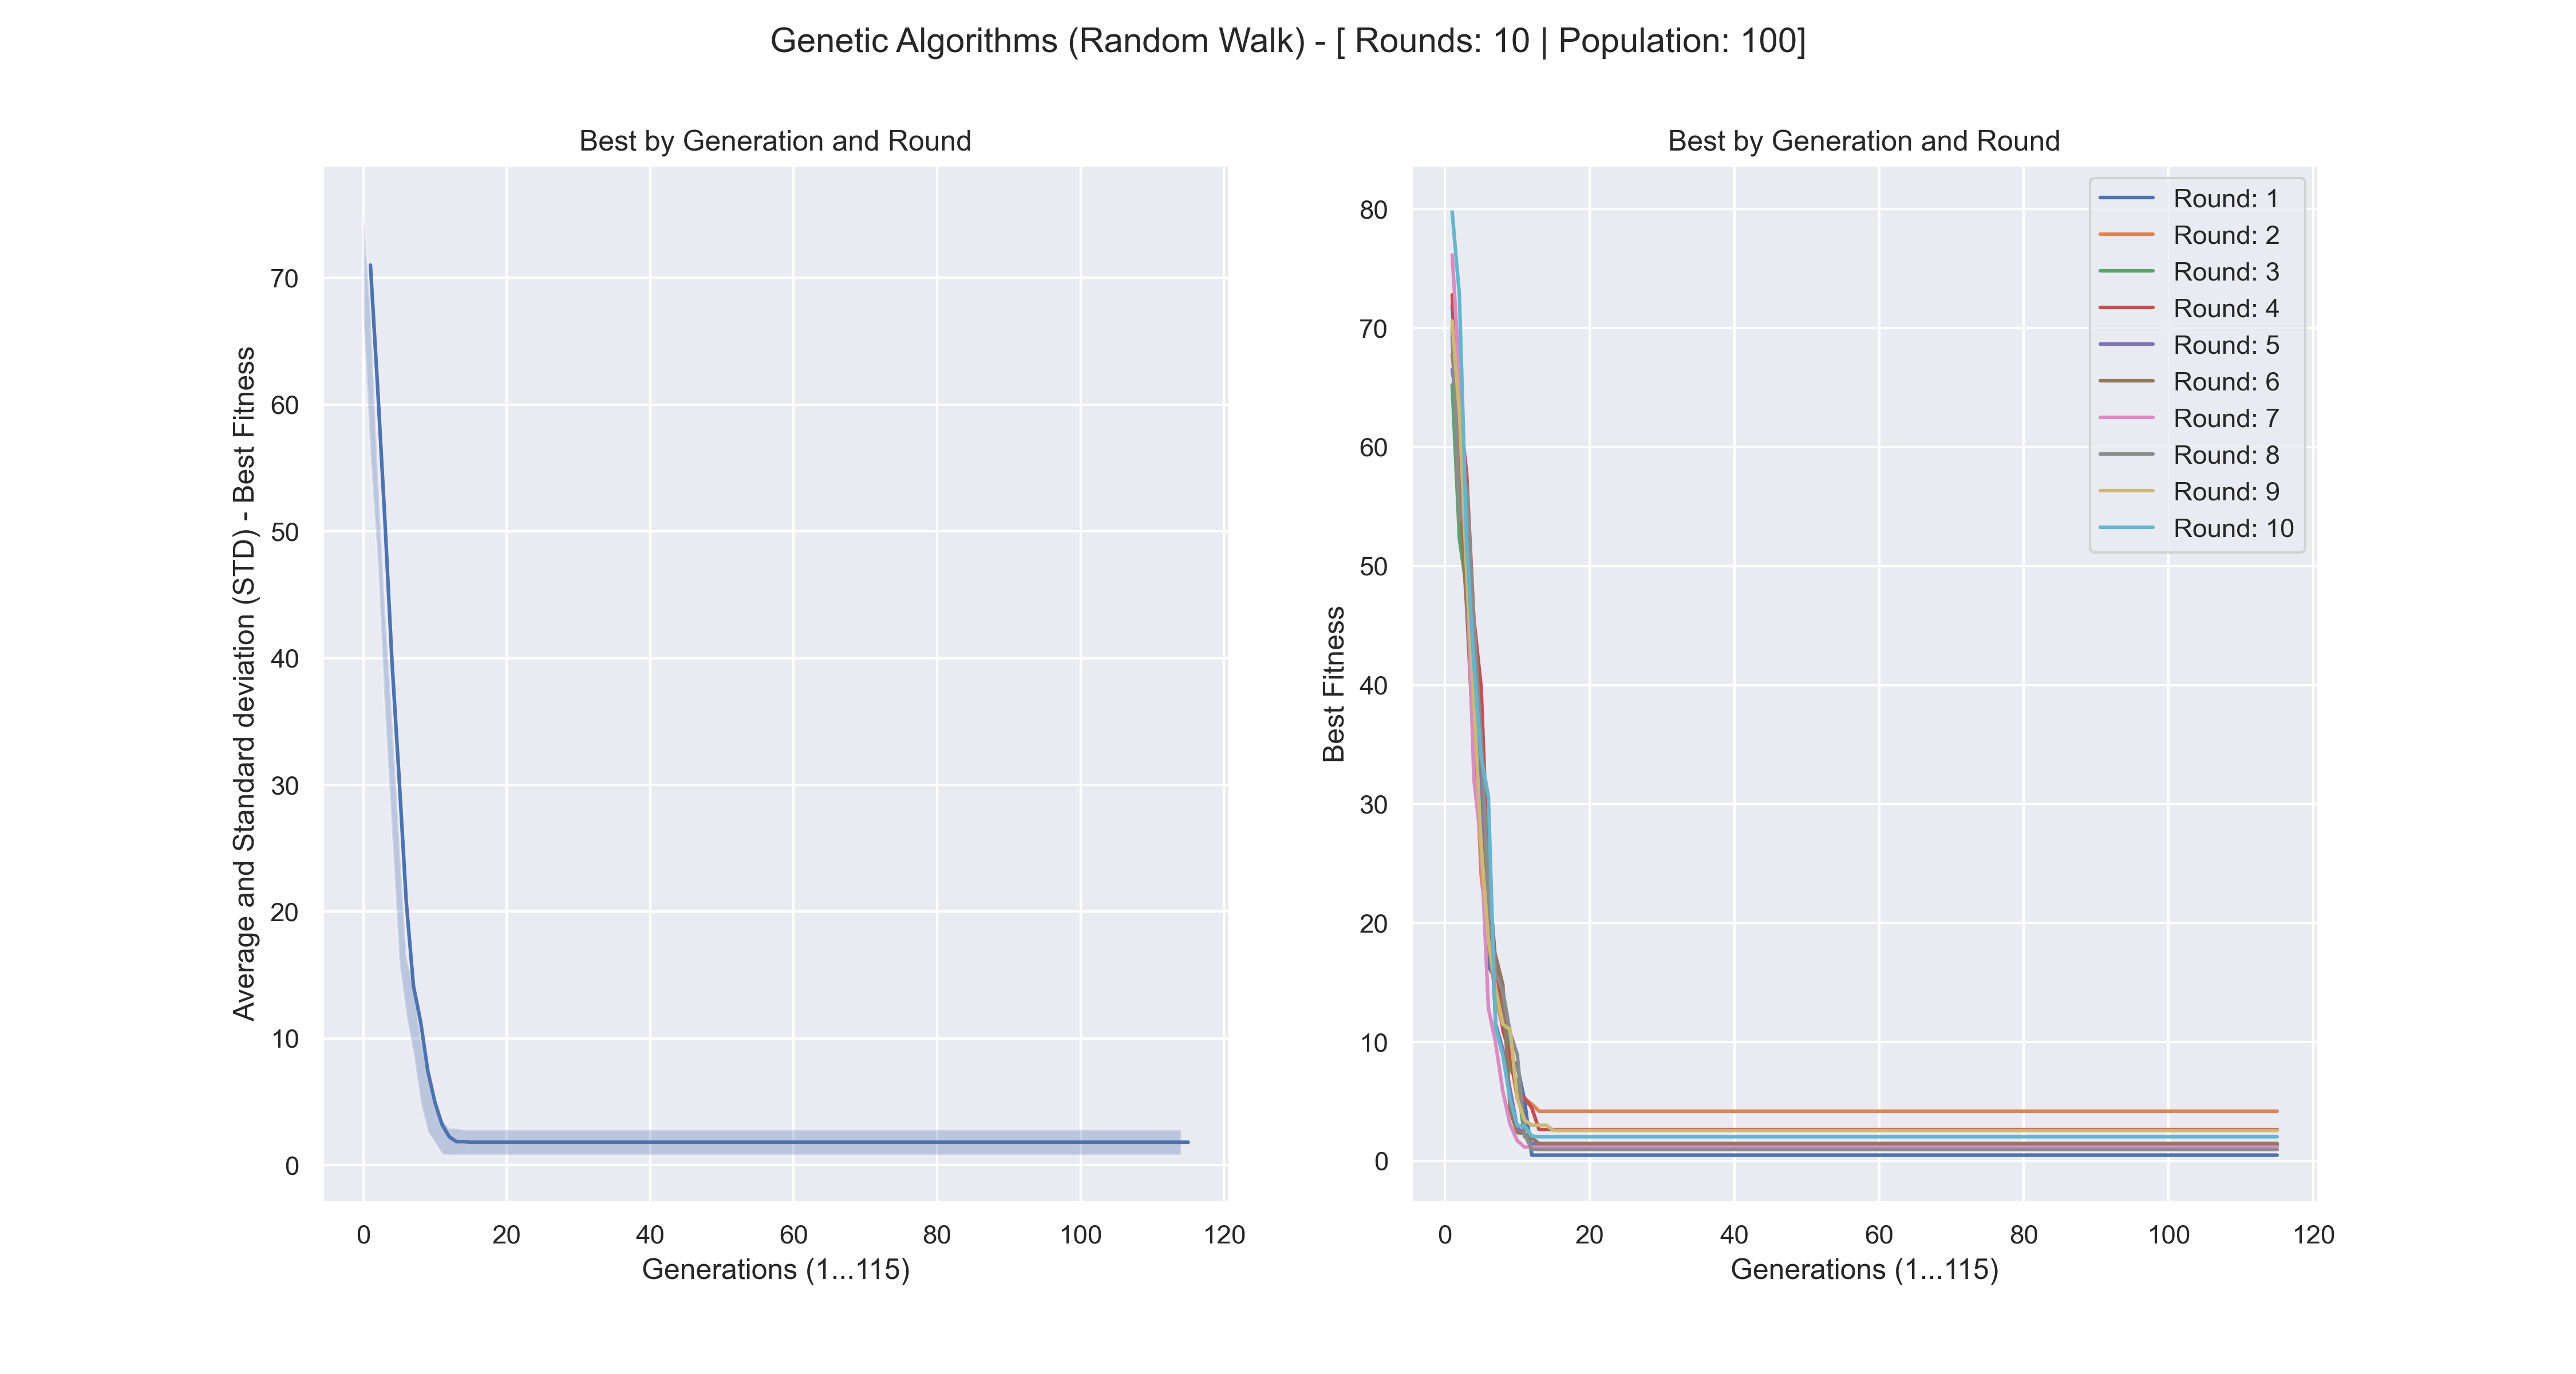 Genetic Algorithms (Random Walk) - [ Rounds: 10 | Population: 100]
Best by Generation and Round
Average and Standard deviation (STD) - Best Fitness
70
60
50
40
30
20
10
0
0 20 40 60 80 100 120
Generations (1...115)
Best by Generation and Round
Best Fitness
80
70
60
50
40
30
20
10
0
Round: 1
Round: 2
Round: 3
Round: 4
Round: 5
Round: 6
Round: 7
Round: 8
Round: 9
Round: 10
0 20 40 60 80 100 120
Generations (1...115)